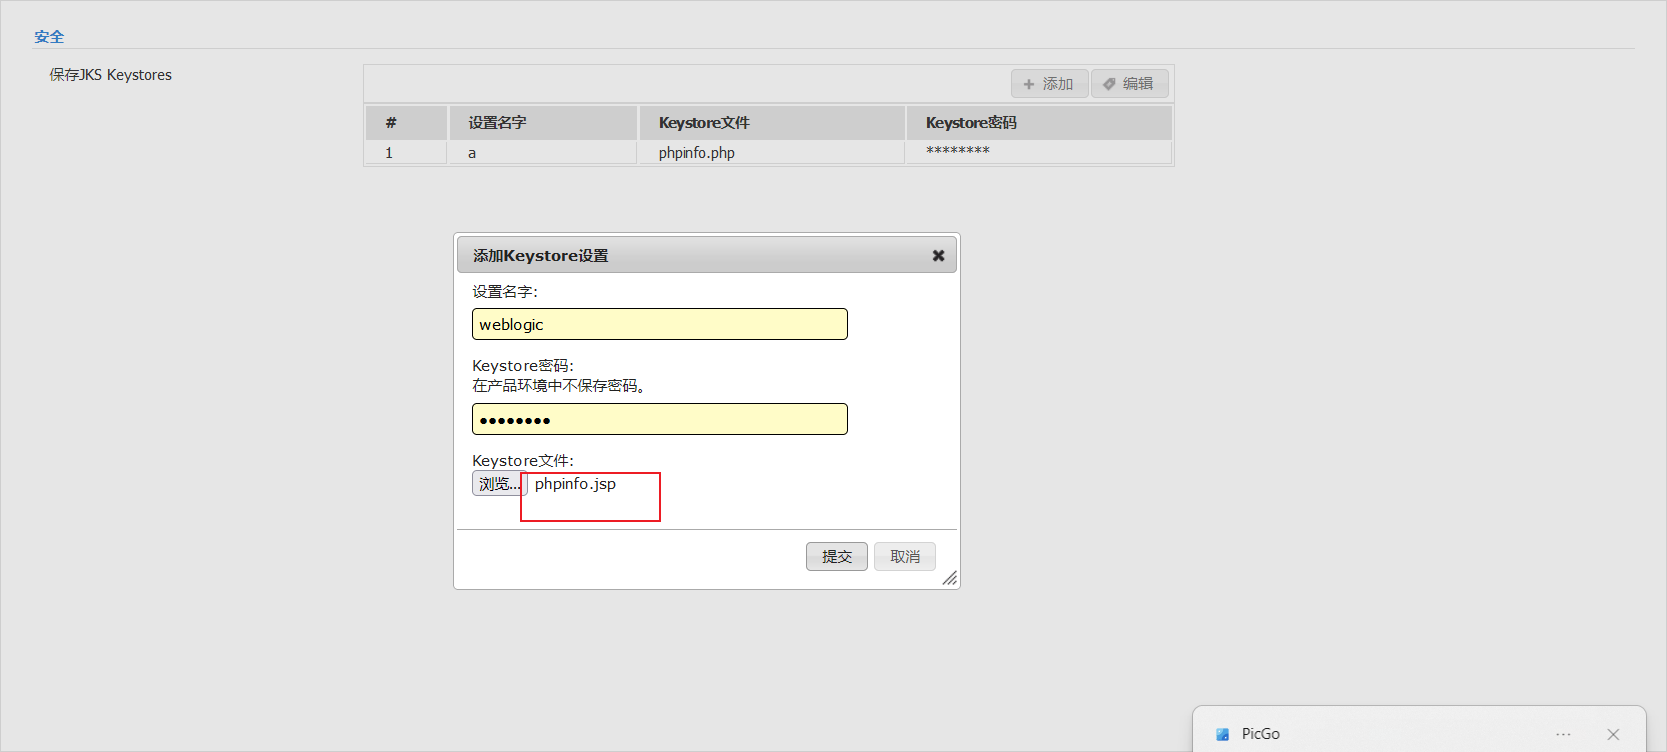 安全
保存JKS Keystores
添加 编辑
# 设置名字 Keystore文件 Keystore密码
1 a phpinfo.php ********
添加Keystore设置
设置名字:
weblogic
Keystore密码:
在产品环境中不保存密码。
●●●●●●●●
Keystore文件:
浏览... phpinfo.jsp
提交 取消
PicGo